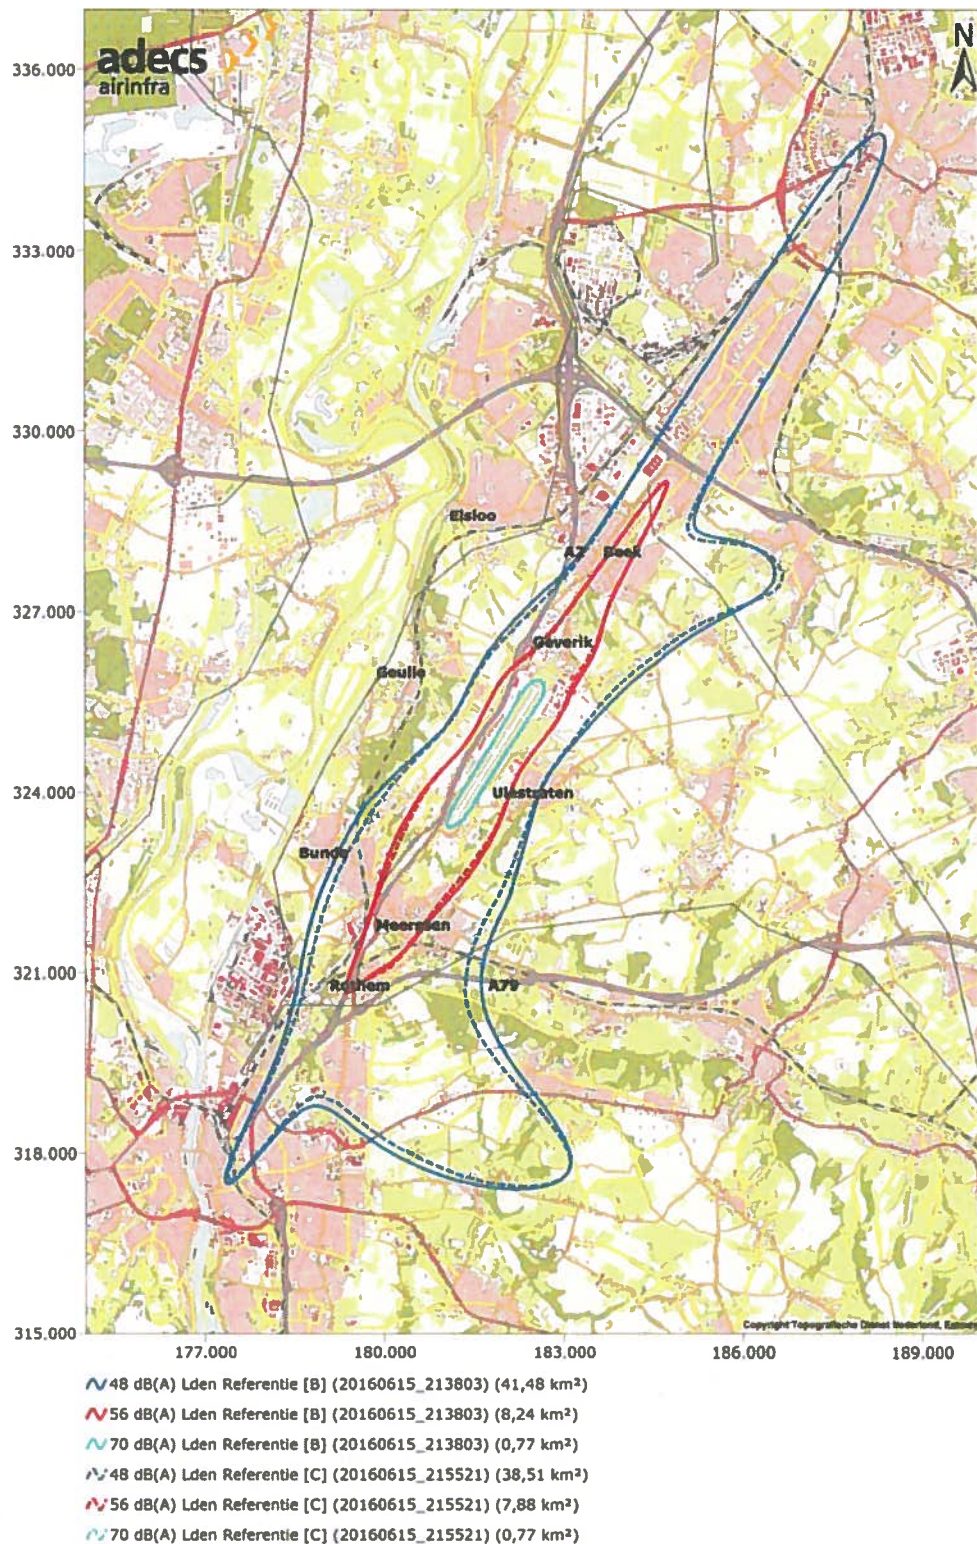 adecs
airinfra
N
336.000
333.000
330.000
Elsloo
A2 Beek
327.000
Geverik
Geulle
324.000
Ulestraten
Bunde
Meerssen
321.000
Rothem
A79
318.000
315.000
Copyright Topografische Dienst Nederland, Emmen
177.000 180.000 183.000 186.000 189.000
48 dB(A) Lden Referentie [B] (20160615_213803) (41,48 km²)
56 dB(A) Lden Referentie [B] (20160615_213803) (8,24 km²)
70 dB(A) Lden Referentie [B] (20160615_213803) (0,77 km²)
48 dB(A) Lden Referentie [C] (20160615_215521) (38,51 km²)
56 dB(A) Lden Referentie [C] (20160615_215521) (7,88 km²)
70 dB(A) Lden Referentie [C] (20160615_215521) (0,77 km²)